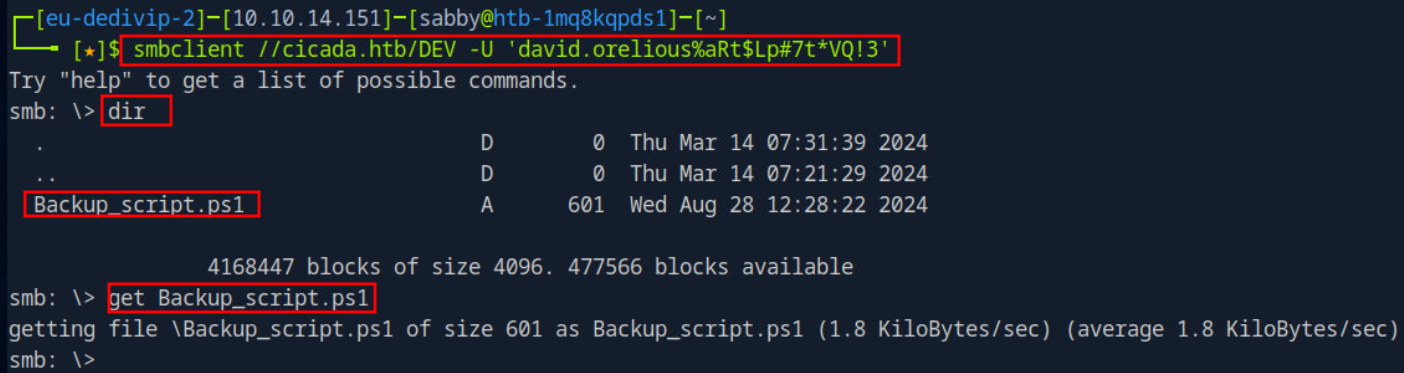 [eu-dedivip-2]-[10.10.14.151]-[sabby@htb-1mq8kqpds1]-[~]
[★]$ smbclient //cicada.htb/DEV -U 'david.orelious%aRt$Lp#7t*VQ!3'
Try "help" to get a list of possible commands.
smb: \> dir
. D 0 Thu Mar 14 07:31:39 2024
.. D 0 Thu Mar 14 07:21:29 2024
Backup_script.ps1 A 601 Wed Aug 28 12:28:22 2024
4168447 blocks of size 4096. 477566 blocks available
smb: \> get Backup_script.ps1
getting file \Backup_script.ps1 of size 601 as Backup_script.ps1 (1.8 KiloBytes/sec) (average 1.8 KiloBytes/sec)
smb: \>